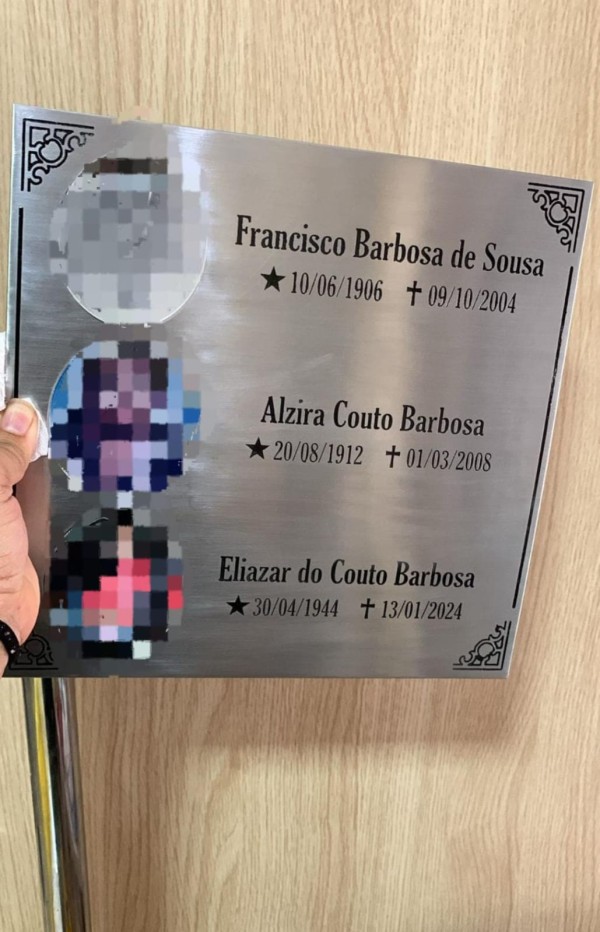 Francisco Barbosa de Sousa
★ 10/06/1906 ✝ 09/10/2004
Alzira Couto Barbosa
★ 20/08/1912 ✝ 01/03/2008
Eliazar do Couto Barbosa
★ 30/04/1944 ✝ 13/01/2024